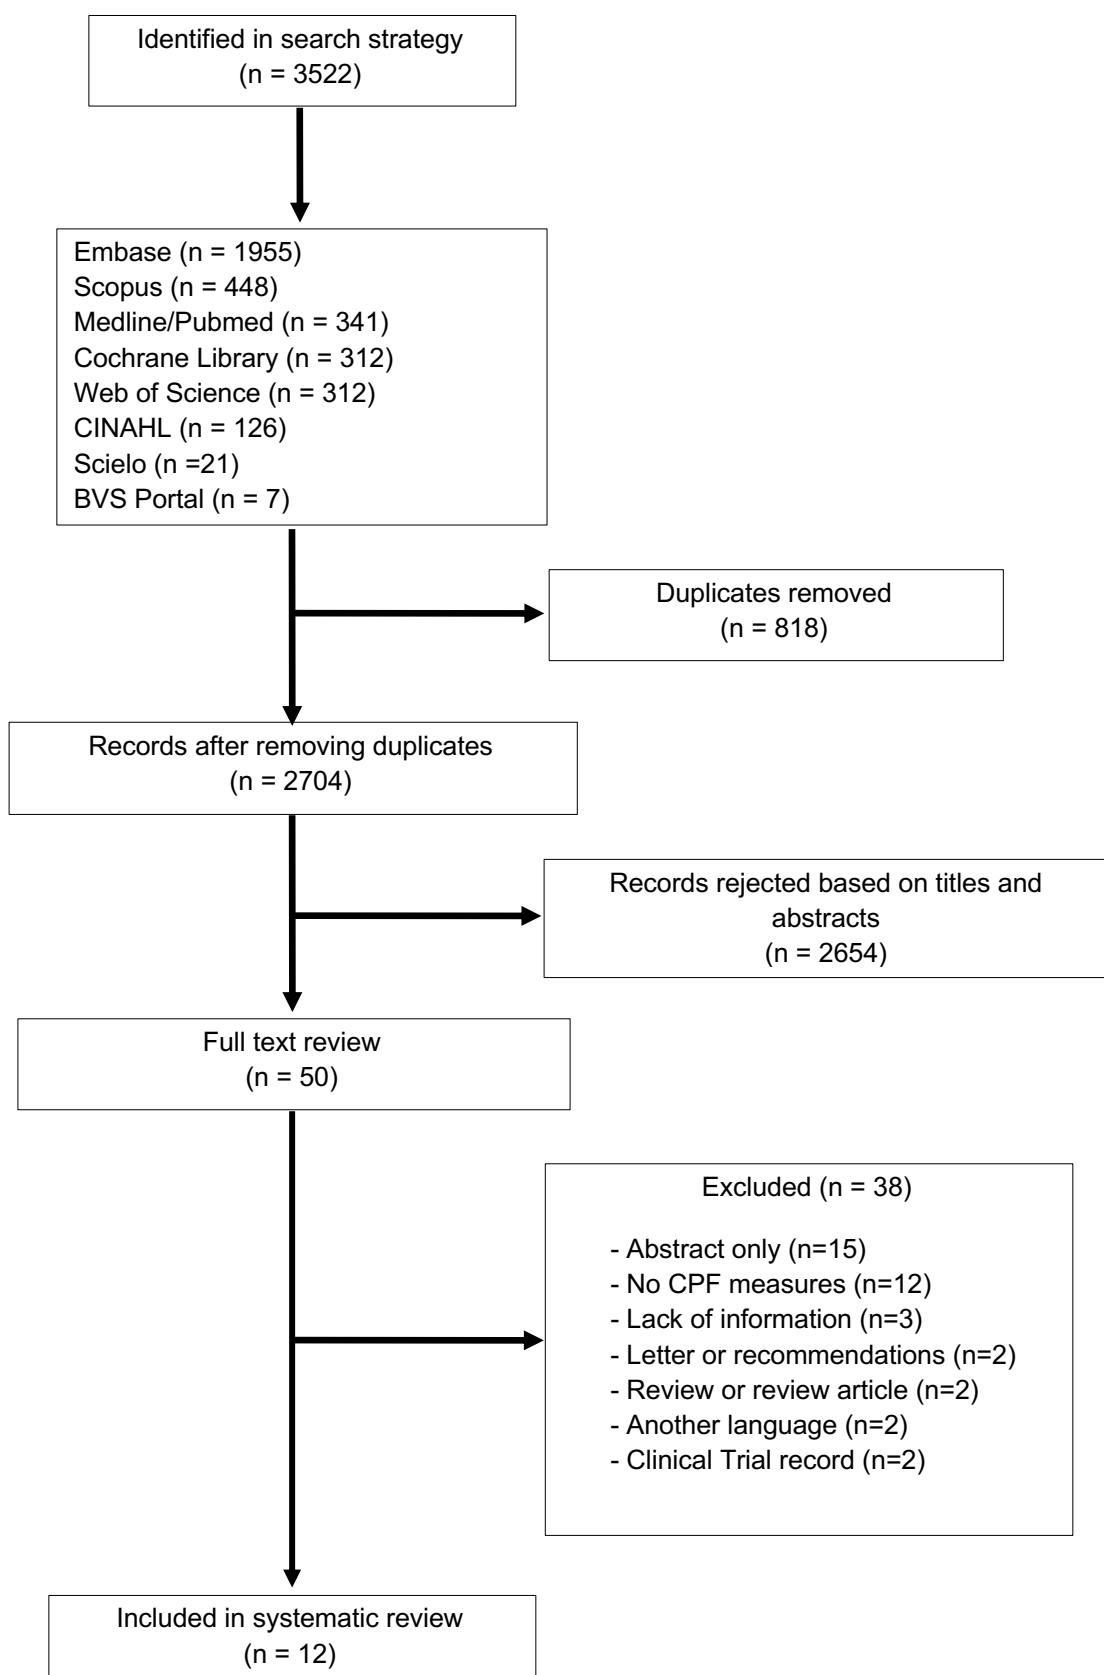 Identified in search strategy
(n = 3522)
Embase (n = 1955)
Scopus (n = 448)
Medline/Pubmed (n = 341)
Cochrane Library (n = 312)
Web of Science (n = 312)
CINAHL (n = 126)
Scielo (n =21)
BVS Portal (n = 7)
Duplicates removed
(n = 818)
Records after removing duplicates
(n = 2704)
Records rejected based on titles and
abstracts
(n = 2654)
Full text review
(n = 50)
Excluded (n = 38)
- Abstract only (n=15)
- No CPF measures (n=12)
- Lack of information (n=3)
- Letter or recommendations (n=2)
- Review or review article (n=2)
- Another language (n=2)
- Clinical Trial record (n=2)
Included in systematic review
(n = 12)